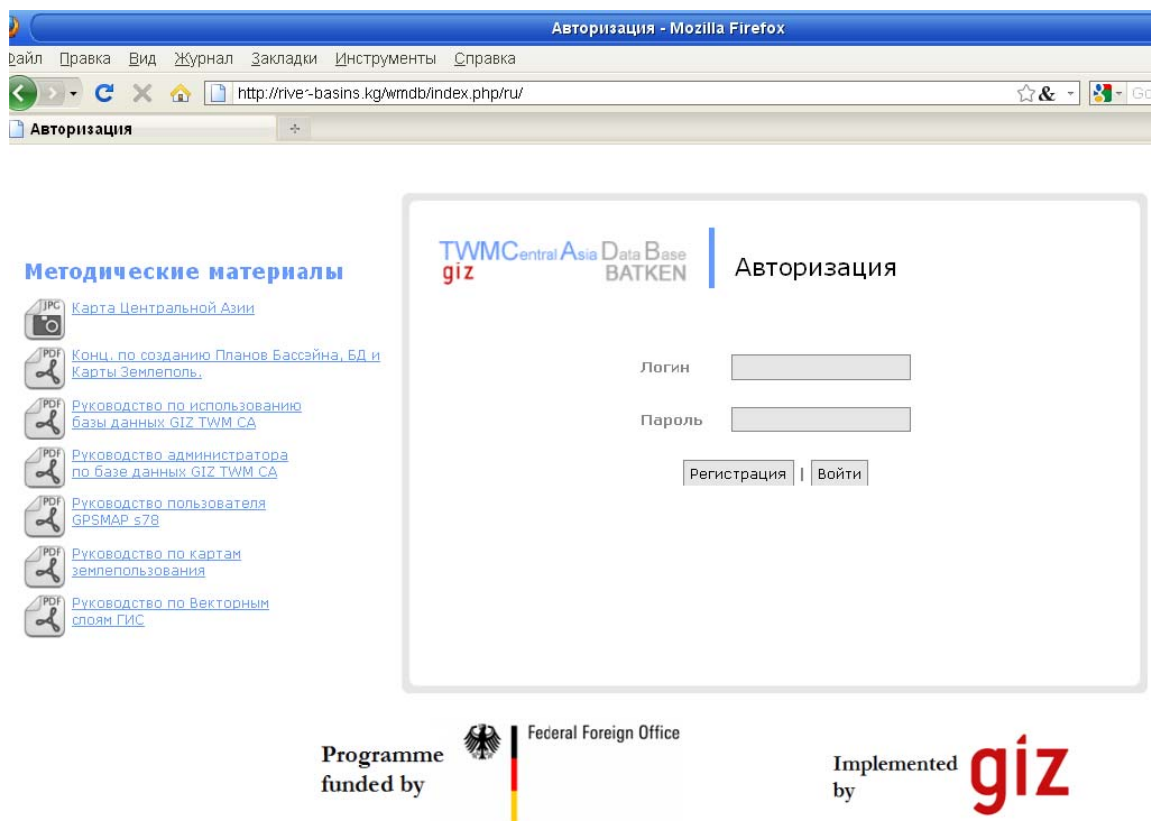 Авторизация - Mozilla Firefox
Файл Правка Вид Журнал Закладки Инструменты Справка
http://river-basins.kg/wmdb/index.php/ru/
Go
Авторизация
Методические материалы
JPG
Карта Центральной Азии
PDF
Конц. по созданию Планов Бассейна, БД и
Карты Землеполь.
PDF
Руководство по использованию
базы данных GIZ TWM CA
PDF
Руководство администратора
по базе данных GIZ TWM CA
PDF
Руководство пользователя
GPSMAP s78
PDF
Руководство по картам
землепользования
PDF
Руководство по Векторным
слоям ГИС
TWMCentral Asia Data Base
giz BATKEN
Авторизация
Логин
Пароль
Регистрация | Войти
Programme
funded by
Federal Foreign Office
Implemented
by
giz